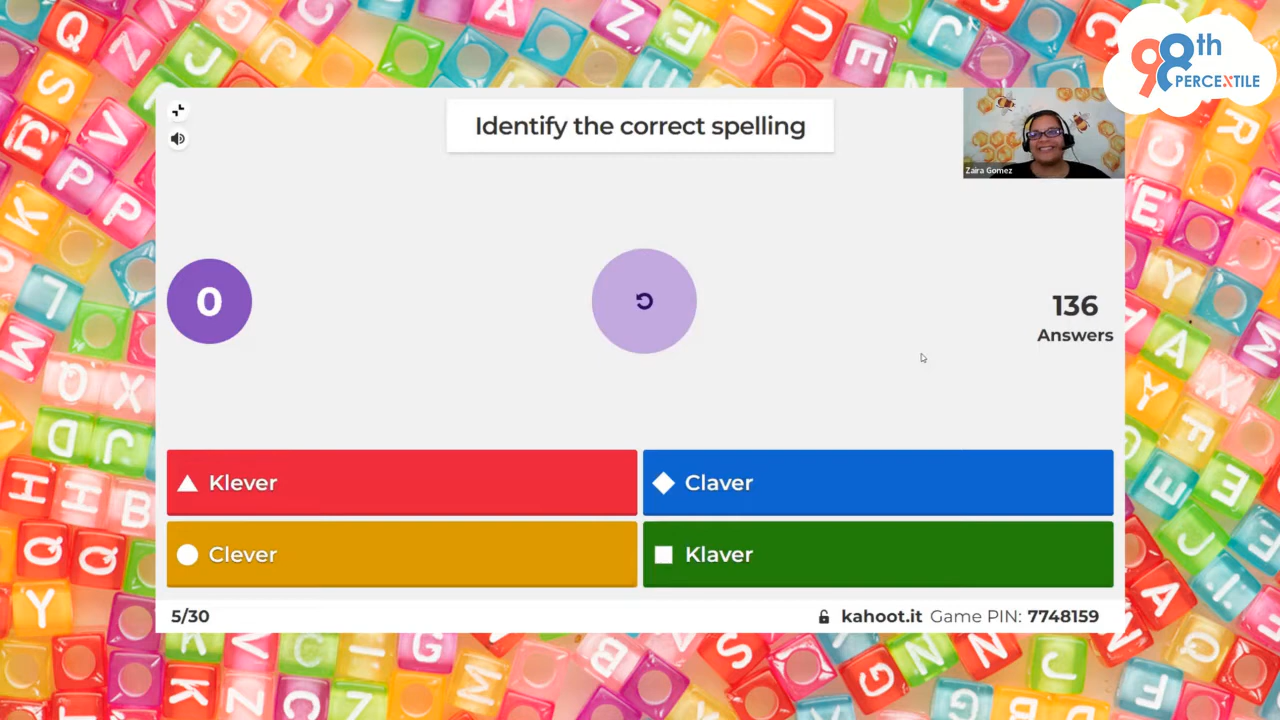 98th
PERCEXTILE
Identify the correct spelling
Zaira Gomez
0
136
Answers
Klever
Claver
Clever
Klaver
5/30
kahoot.it Game PIN: 7748159